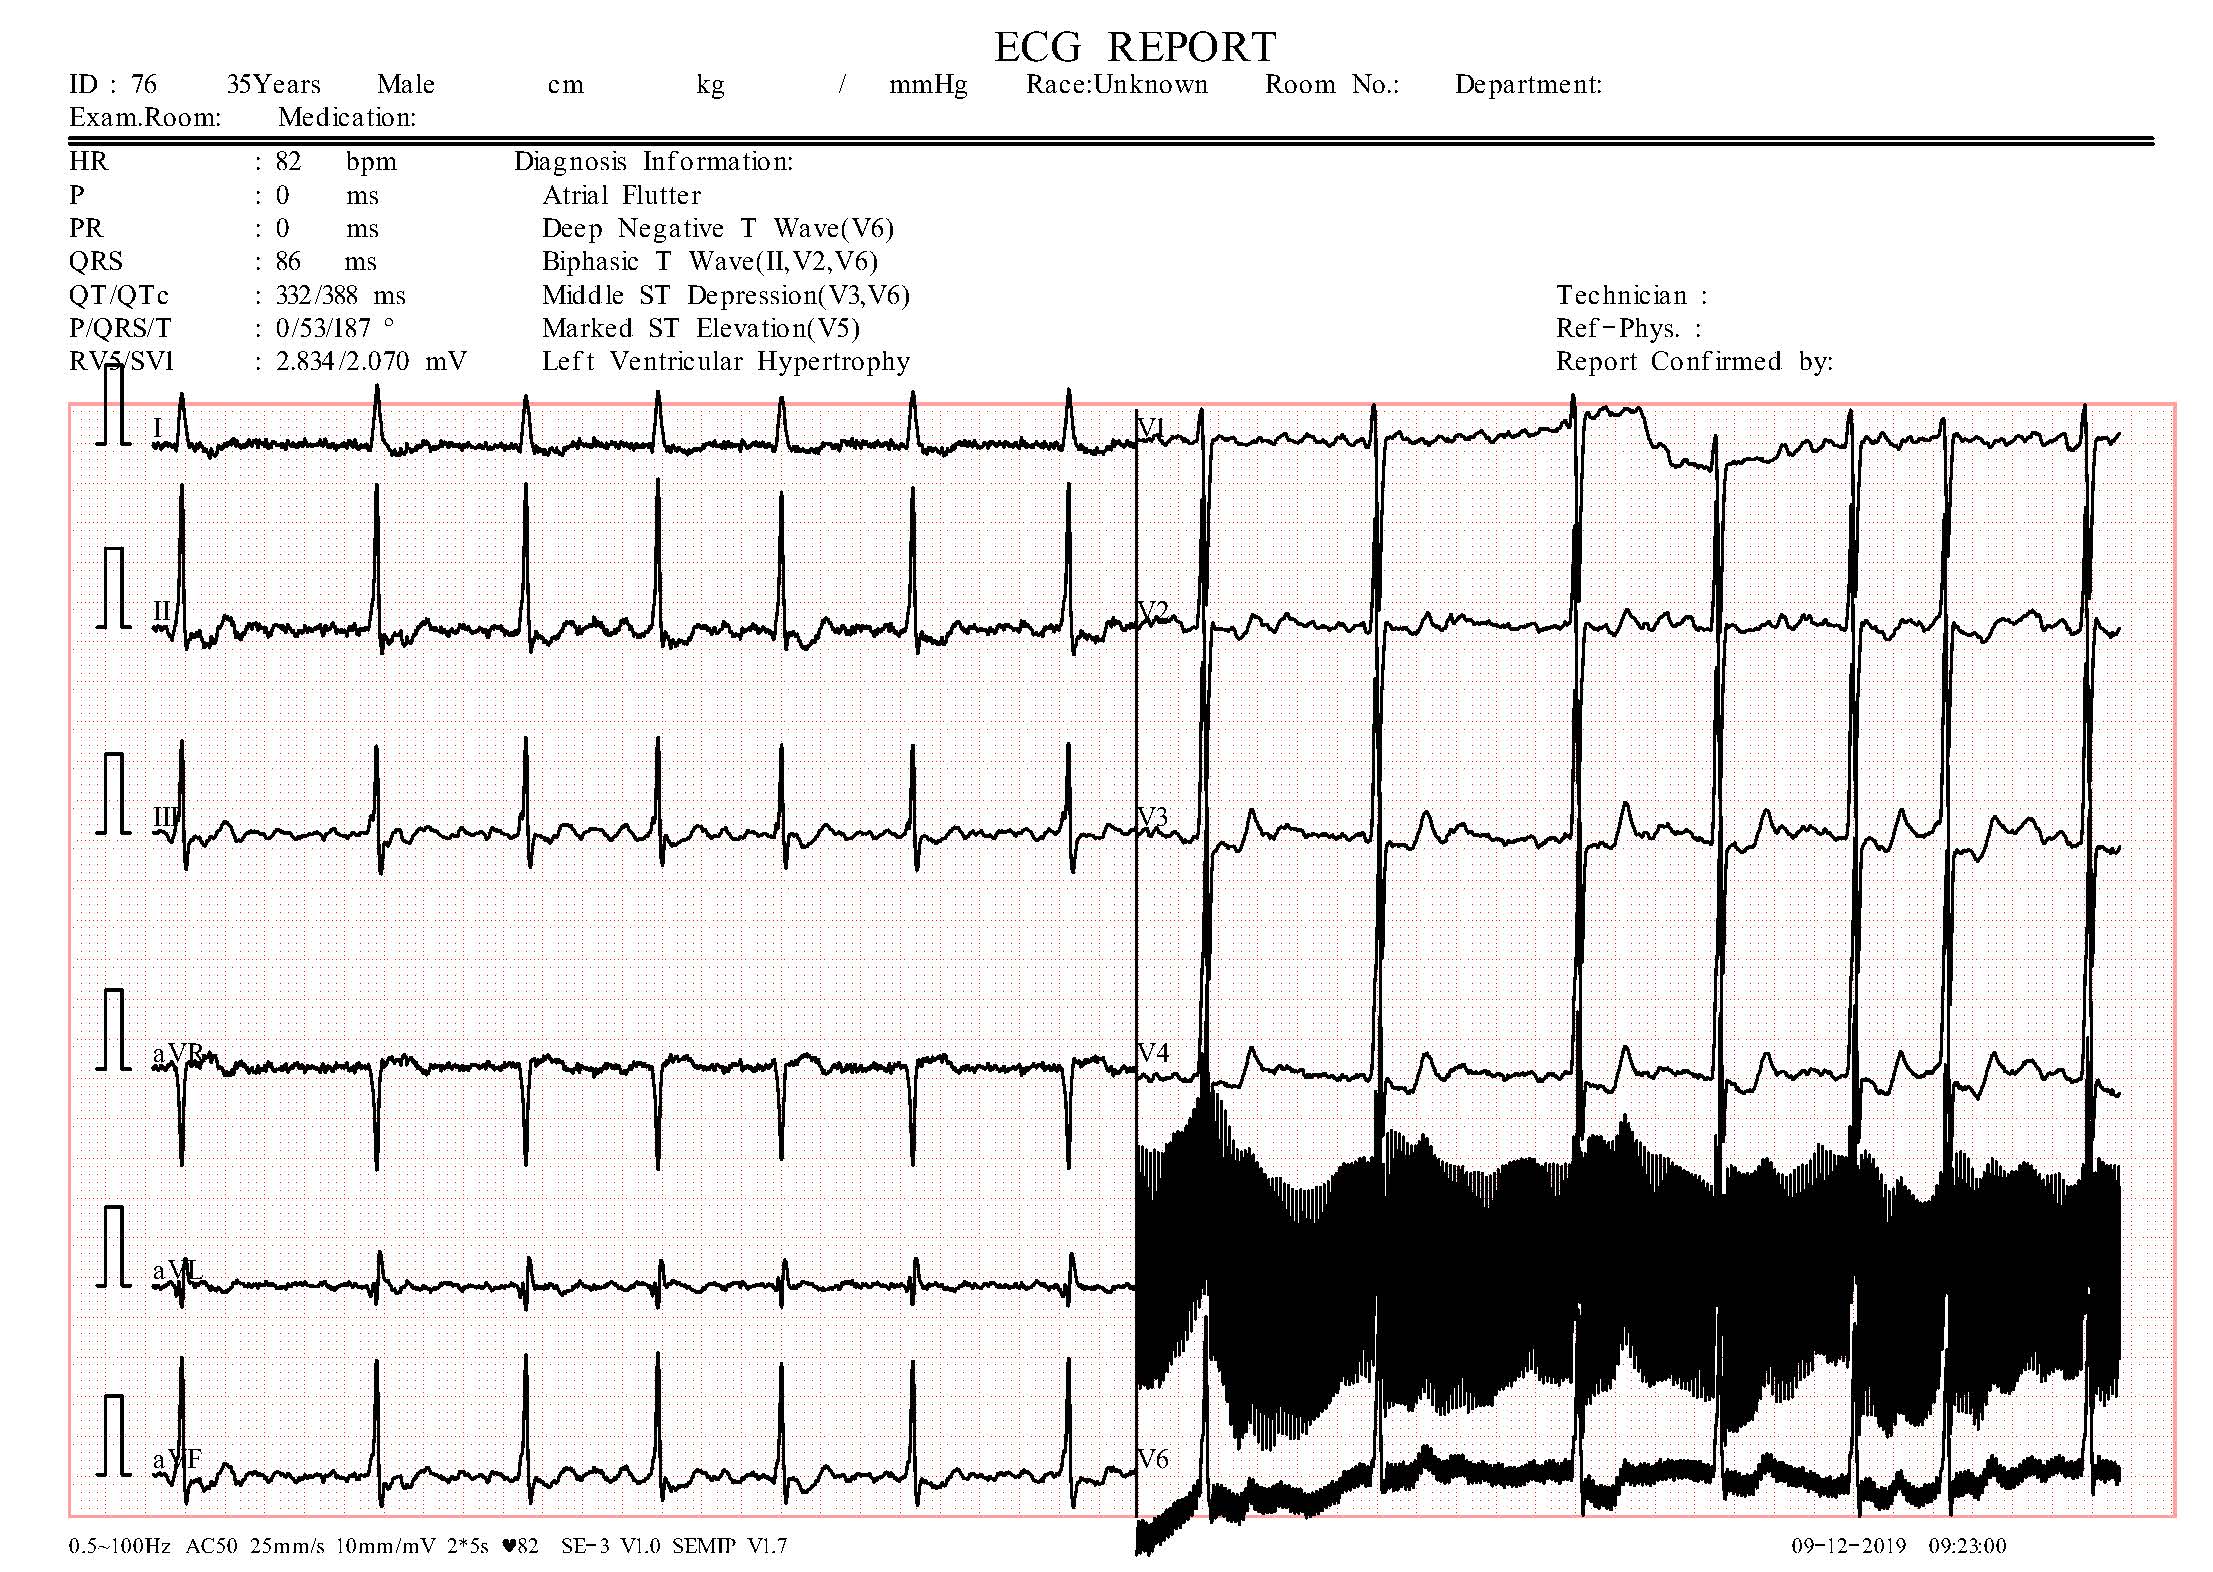 ECG REPORT
ID : 76 35Years Male cm kg / mmHg Race:Unknown Room No.: Department:
Exam.Room: Medication:
HR : 82 bpm Diagnosis Information:
P : 0 ms Atrial Flutter
PR : 0 ms Deep Negative T Wave(V6)
QRS : 86 ms Biphasic T Wave(II,V2,V6)
QT/QTc : 332/388 ms Middle ST Depression(V3,V6) Technician :
P/QRS/T : 0/53/187 ° Marked ST Elevation(V5) Ref-Phys. :
RV5/SV1 : 2.834/2.070 mV Left Ventricular Hypertrophy Report Confirmed by:
I V1
II V2
III V3
aVR V4
aVL
aVF V6
0.5~100Hz AC50 25mm/s 10mm/mV 2*5s ♥82 SE-3 V1.0 SEMIP V1.7 09-12-2019 09:23:00